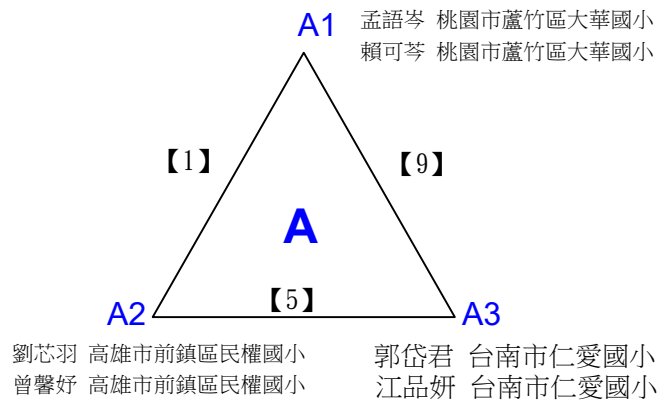 A1
孟語岑 桃園市蘆竹區大華國小
賴可芩 桃園市蘆竹區大華國小
【1】
【9】
A
【5】
A2
A3
劉芯羽 高雄市前鎮區民權國小
曾馨妤 高雄市前鎮區民權國小
郭岱君 台南市仁愛國小
江品妍 台南市仁愛國小